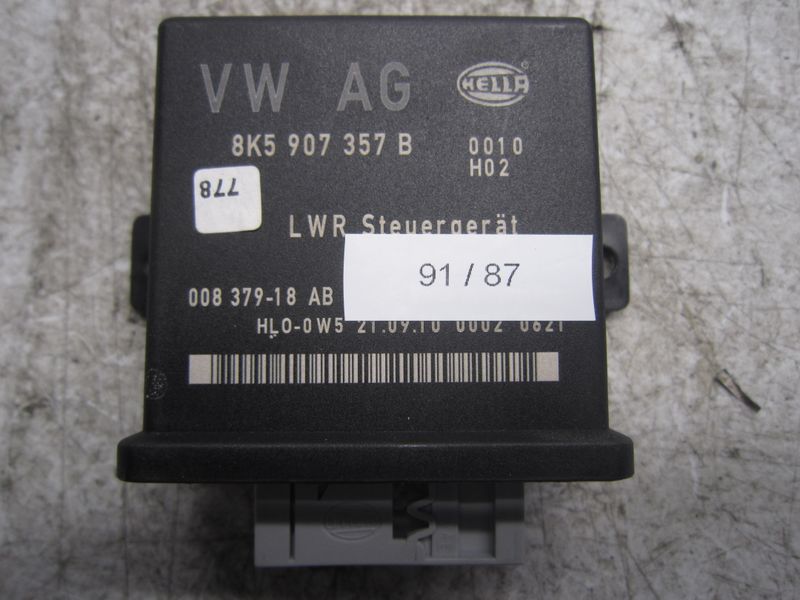 VW AG HELLA
8K5 907 357 B 0010
H02
778
LWR Steuergerät
91 / 87
008 379-18 AB
HLO-0W5 21.09.10 0002 0621
HELLA